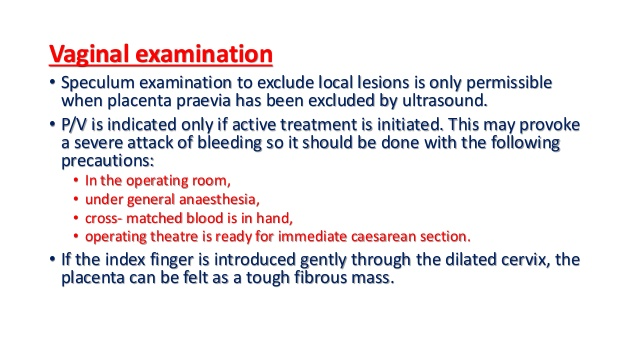 Vaginal examination
• Speculum examination to exclude local lesions is only permissible
when placenta praevia has been excluded by ultrasound.
• P/V is indicated only if active treatment is initiated. This may provoke
a severe attack of bleeding so it should be done with the following
precautions:
• In the operating room,
• under general anaesthesia,
• cross- matched blood is in hand,
• operating theatre is ready for immediate caesarean section.
• If the index finger is introduced gently through the dilated cervix, the
placenta can be felt as a tough fibrous mass.